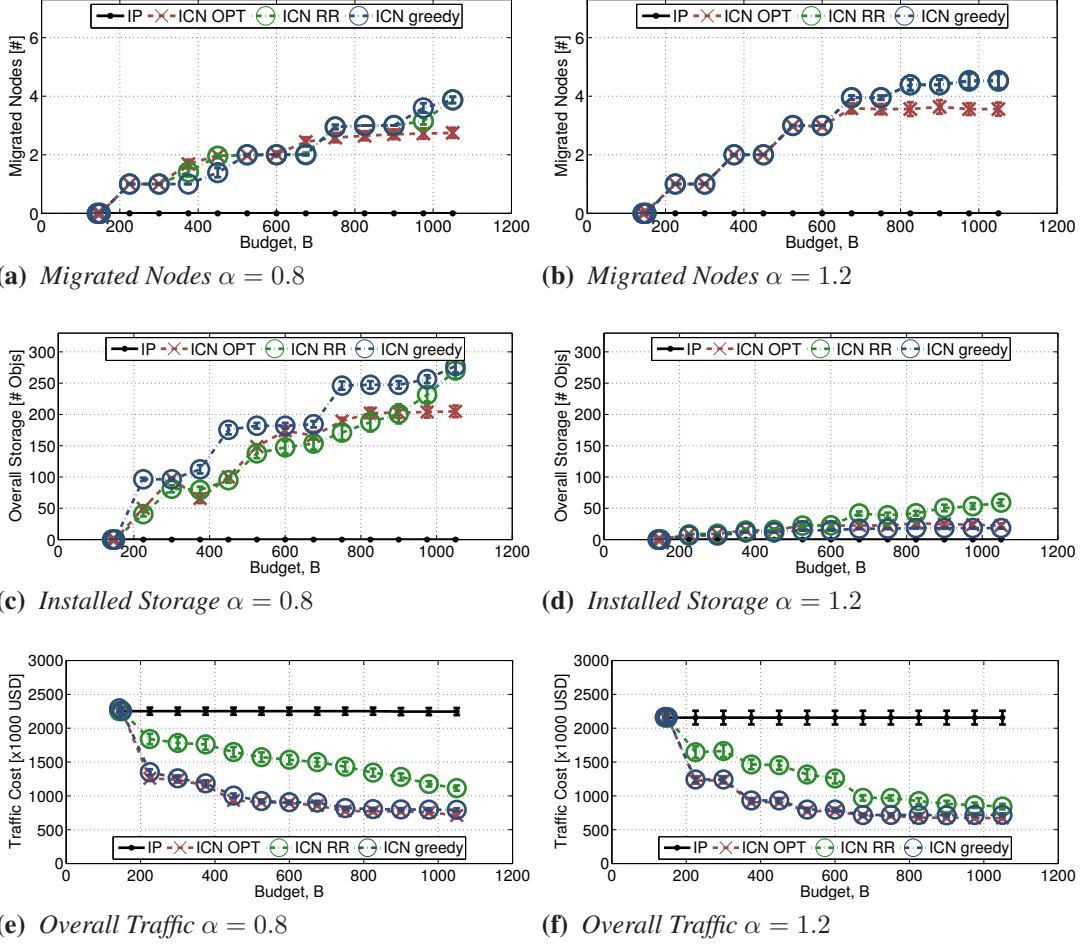 IP ICN OPT ICN RR ICN greedy
Migrated Nodes [#]
6
4
2
0
0 200 400 600 800 1000 1200
Budget, B
(a) Migrated Nodes α = 0.8
IP ICN OPT ICN RR ICN greedy
Migrated Nodes [#]
6
4
2
0
0 200 400 600 800 1000 1200
Budget, B
(b) Migrated Nodes α = 1.2
IP ICN OPT ICN RR ICN greedy
Overall Storage [# Objs]
300
250
200
150
100
50
0
0 200 400 600 800 1000 1200
Budget, B
(c) Installed Storage α = 0.8
IP ICN OPT ICN RR ICN greedy
Overall Storage [# Objs]
300
250
200
150
100
50
0
0 200 400 600 800 1000 1200
Budget, B
(d) Installed Storage α = 1.2
Traffic Cost [x1000 USD]
3000
2500
2000
1500
1000
500
0
IP ICN OPT ICN RR ICN greedy
0 200 400 600 800 1000 1200
Budget, B
(e) Overall Traffic α = 0.8
Traffic Cost [x1000 USD]
3000
2500
2000
1500
1000
500
0
IP ICN OPT ICN RR ICN greedy
0 200 400 600 800 1000 1200
Budget, B
(f) Overall Traffic α = 1.2